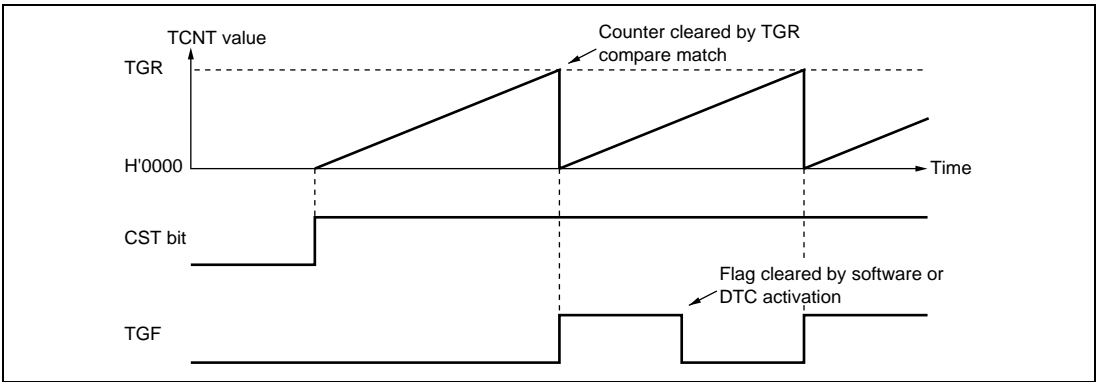 TCNT value
Counter cleared by TGR
compare match
TGR
H'0000
Time
CST bit
Flag cleared by software or
DTC activation
TGF